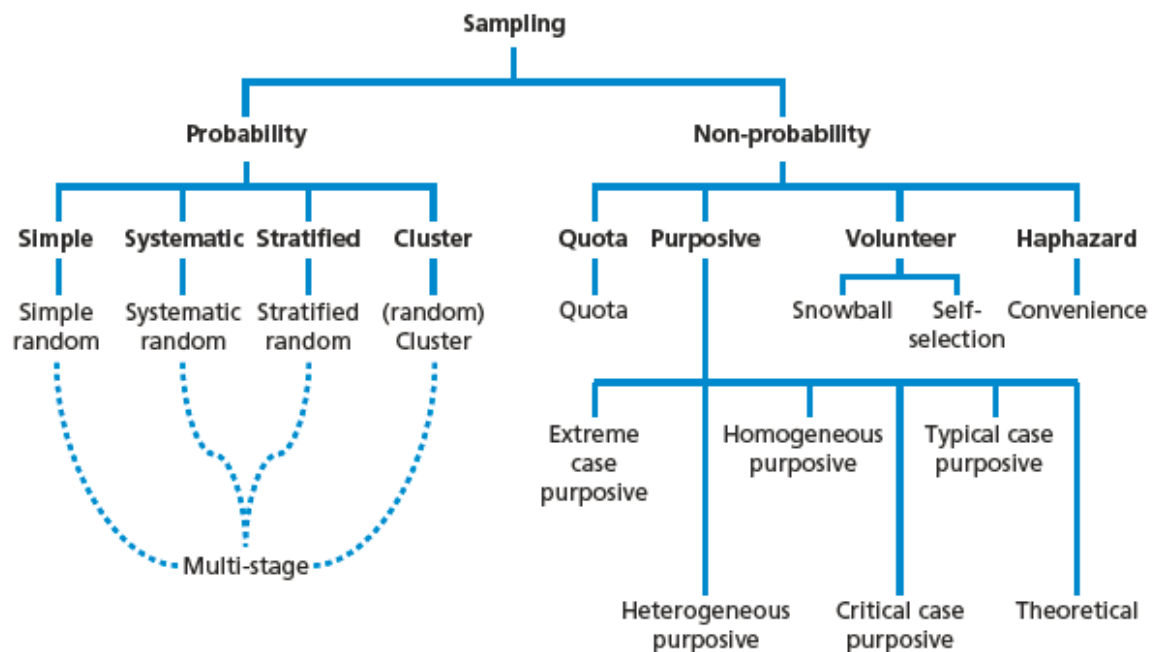 Sampling
Probability
Non-probability
Simple
Systematic
Stratified
Cluster
Quota
Purposive
Volunteer
Haphazard
Simple
random
Systematic
random
Stratified
random
(random)
Cluster
Quota
Snowball
Self-
selection
Convenience
Extreme
case
purposive
Homogeneous
purposive
Typical case
purposive
Multi-stage
Heterogeneous
purposive
Critical case
purposive
Theoretical